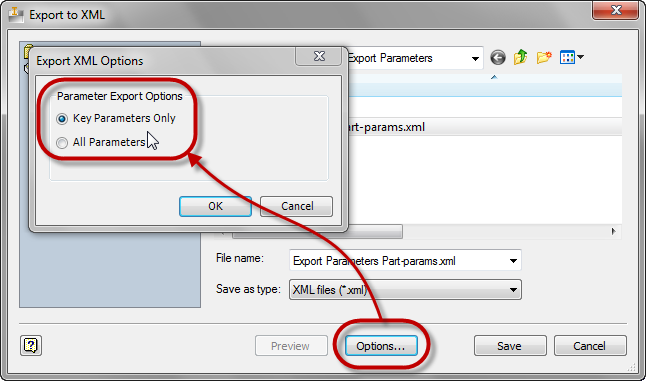 Export to XML
Export XML Options
Export Parameters
Parameter Export Options
Key Parameters Only
All Parameters
rt-params.xml
OK
Cancel
File name:
Export Parameters Part-params.xml
Save as type:
XML files (*.xml)
Preview
Options...
Save
Cancel